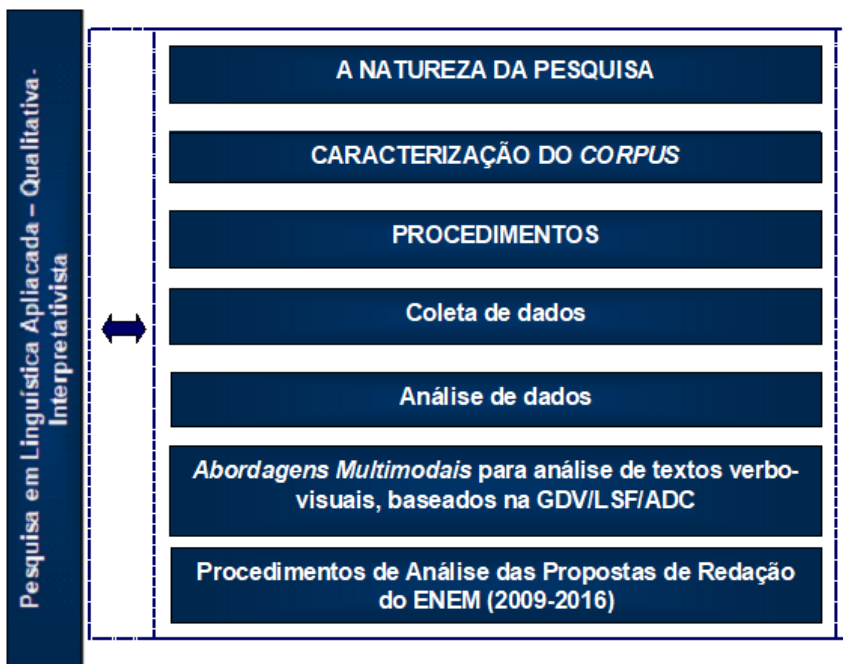 Pesquisa em Linguística Apliacada – Qualitativa -
Interpretativista
A NATUREZA DA PESQUISA
CARACTERIZAÇÃO DO CORPUS
PROCEDIMENTOS
Coleta de dados
Análise de dados
Abordagens Multimodais para análise de textos verbo-
visuais, baseados na GDV/LSF/ADC
Procedimentos de Análise das Propostas de Redação
do ENEM (2009-2016)